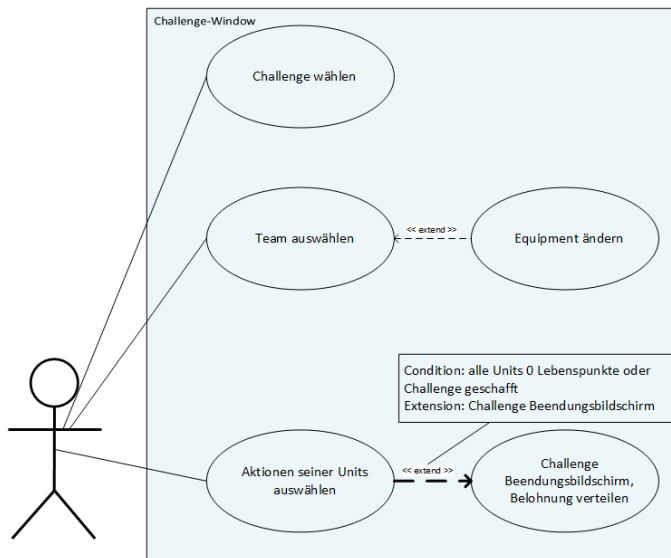 Challenge-Window
Challenge wählen
Team auswählen
<< extend >>
Equipment ändern
Condition: alle Units 0 Lebenspunkte oder
Challenge geschafft
Extension: Challenge Beendungsbildschirm
Aktionen seiner Units
auswählen
<< extend >>
Challenge
Beendungsbildschirm,
Belohnung verteilen